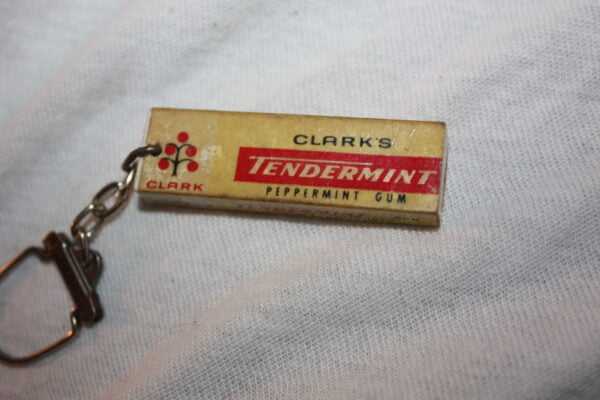 CLARK'S
TENDERMINT
PEPPERMINT GUM
CLARK